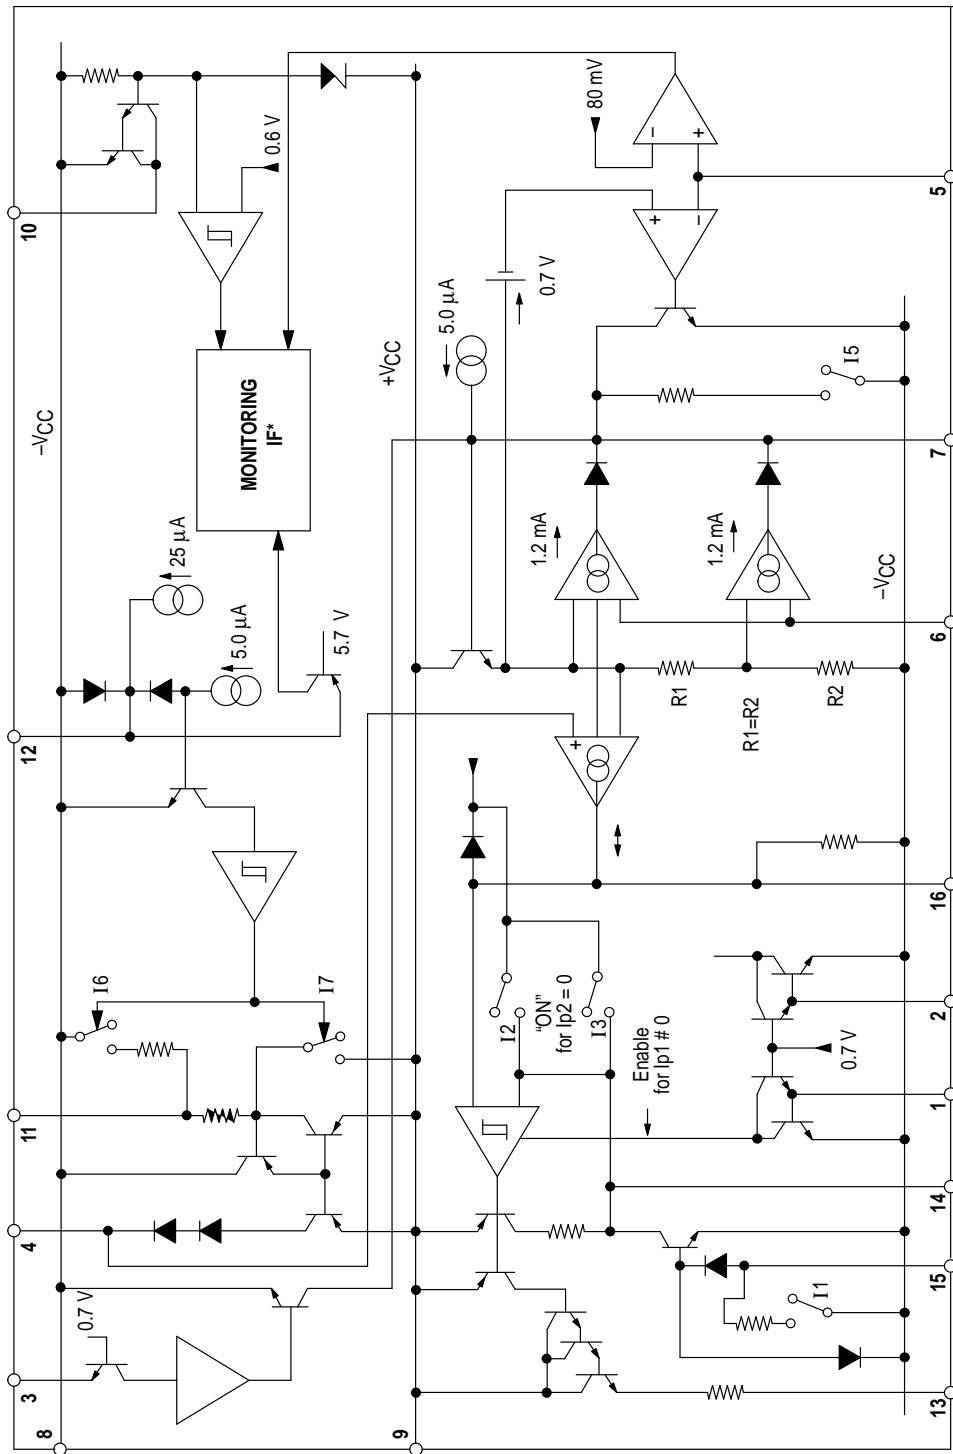 10
12
11
4
3
8
–VCC
0.6 V
MONITORING
IF*
25 µA
5.0 µA
5.7 V
I6
I7
0.7 V
9
+VCC
80 mV
5.0 µA
0.7 V
I5
1.2 mA
1.2 mA
–VCC
R1
R1=R2
R2
I2
"ON"
for Ip2 = 0
I3
Enable
for Ip1 # 0
0.7 V
I1
5
7
6
16
2
1
14
15
13